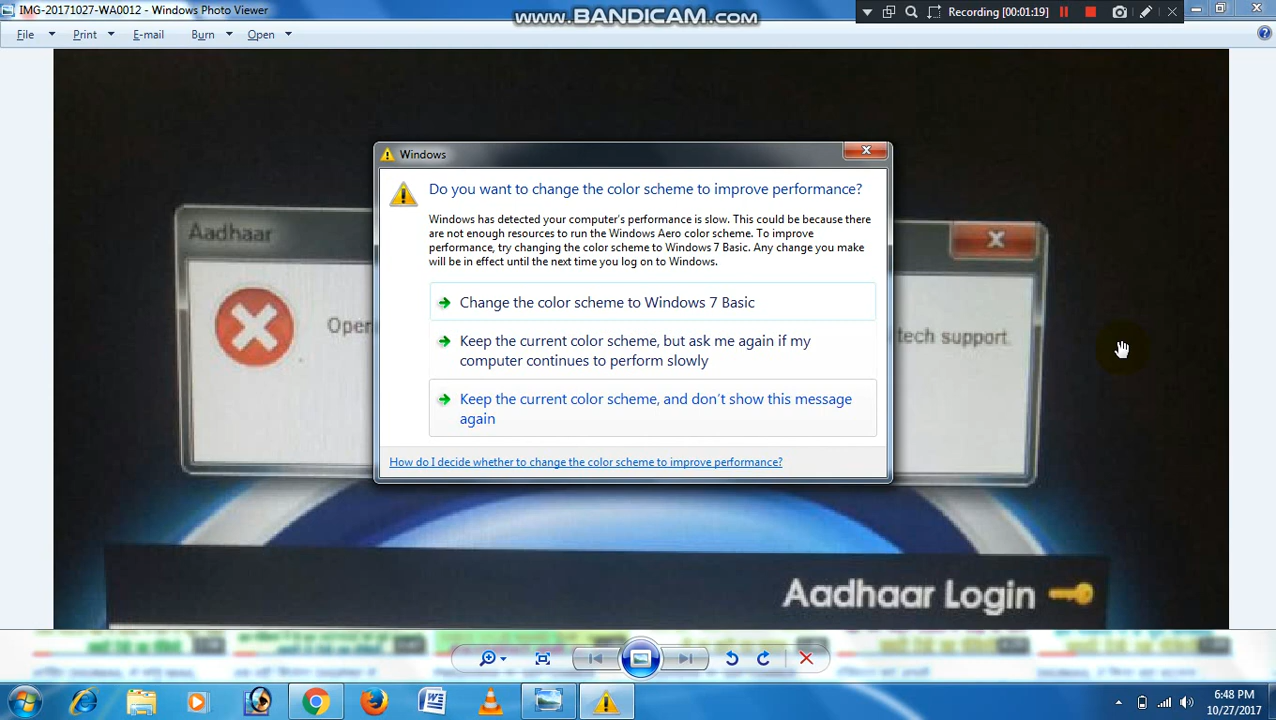 IMG-20171027-WA0012 - Windows Photo Viewer
www.BANDICAM.com
Recording [00:01:19]
File Print E-mail Burn Open
Windows
Do you want to change the color scheme to improve performance?
Windows has detected your computer's performance is slow. This could be because there
are not enough resources to run the Windows Aero color scheme. To improve
performance, try changing the color scheme to Windows 7 Basic. Any change you make
will be in effect until the next time you log on to Windows.
Change the color scheme to Windows 7 Basic
Keep the current color scheme, but ask me again if my
computer continues to perform slowly
Keep the current color scheme, and don't show this message
again
How do I decide whether to change the color scheme to improve performance?
Aadhaar
tech support.
Aadhaar Login
6:48 PM
10/27/2017